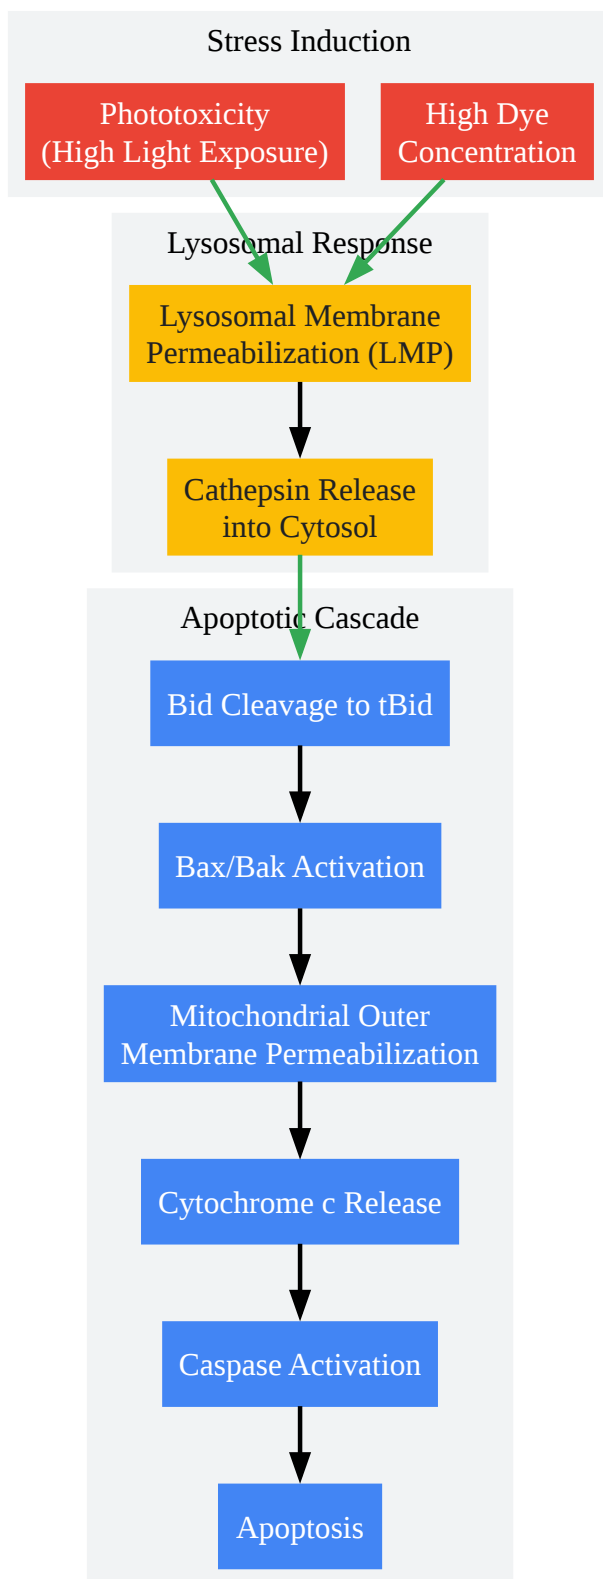 Stress Induction
Phototoxicity
(High Light Exposure)
High Dye
Concentration
Lysosomal Response
Lysosomal Membrane
Permeabilization (LMP)
Cathepsin Release
into Cytosol
Apoptotic Cascade
Bid Cleavage to tBid
Bax/Bak Activation
Mitochondrial Outer
Membrane Permeabilization
Cytochrome c Release
Caspase Activation
Apoptosis